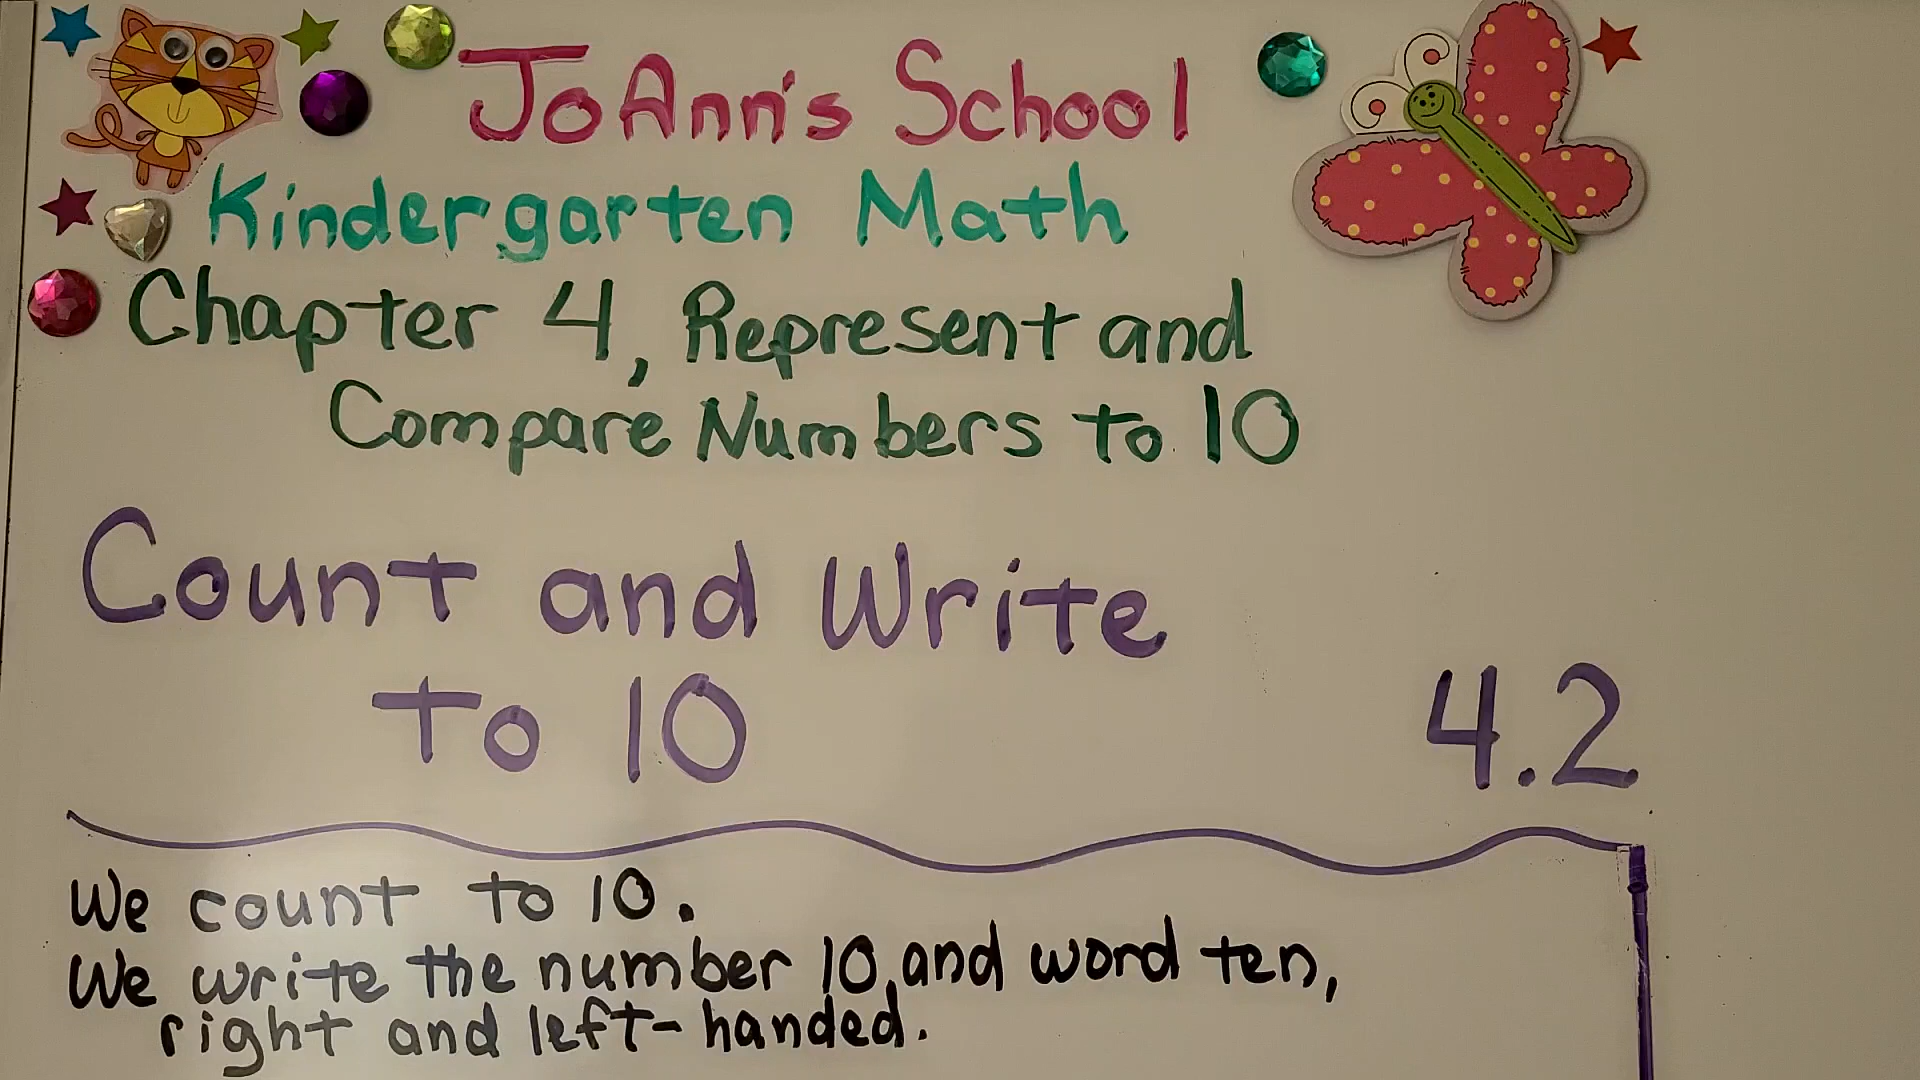 JoAnn's School
Kindergarten Math
Chapter 4, Represent and
Compare Numbers to 10
Count and Write
to 10
4.2
We count to 10.
We write the number 10, and word ten,
right and left-handed.